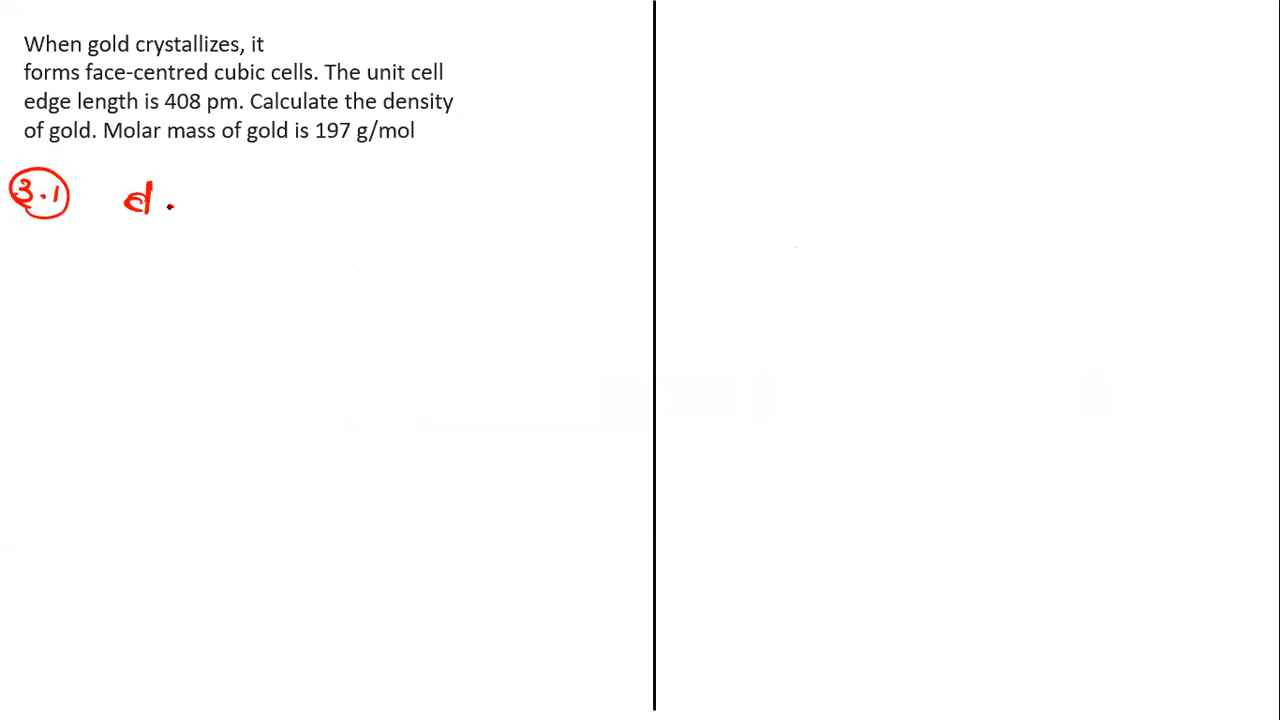 When gold crystallizes, it
forms face-centred cubic cells. The unit cell
edge length is 408 pm. Calculate the density
of gold. Molar mass of gold is 197 g/mol
3.1 d